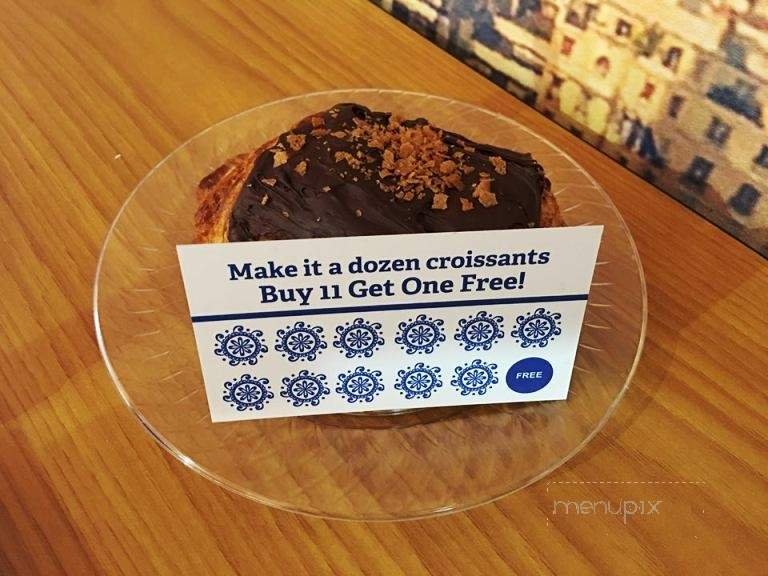 Make it a dozen croissants
Buy 11 Get One Free!
FREE
menupix